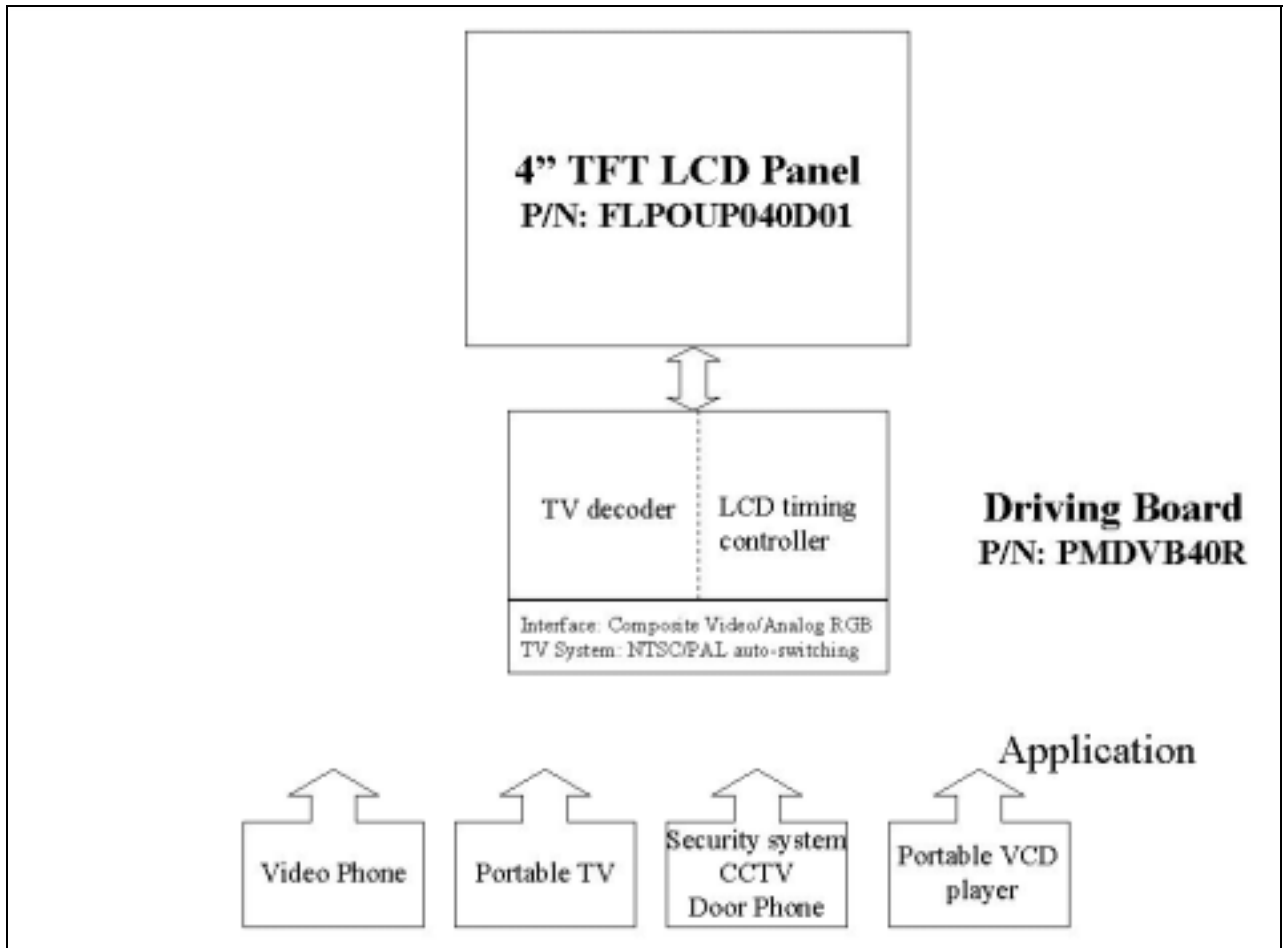 4” TFT LCD Panel
P/N: FLPOUP040D01
TV decoder
LCD timing
controller
Driving Board
P/N: PMDVB40R
Interface: Composite Video/Analog RGB
TV System: NTSC/PAL auto-switching
Application
Video Phone
Portable TV
Security system
CCTV
Door Phone
Portable VCD
player